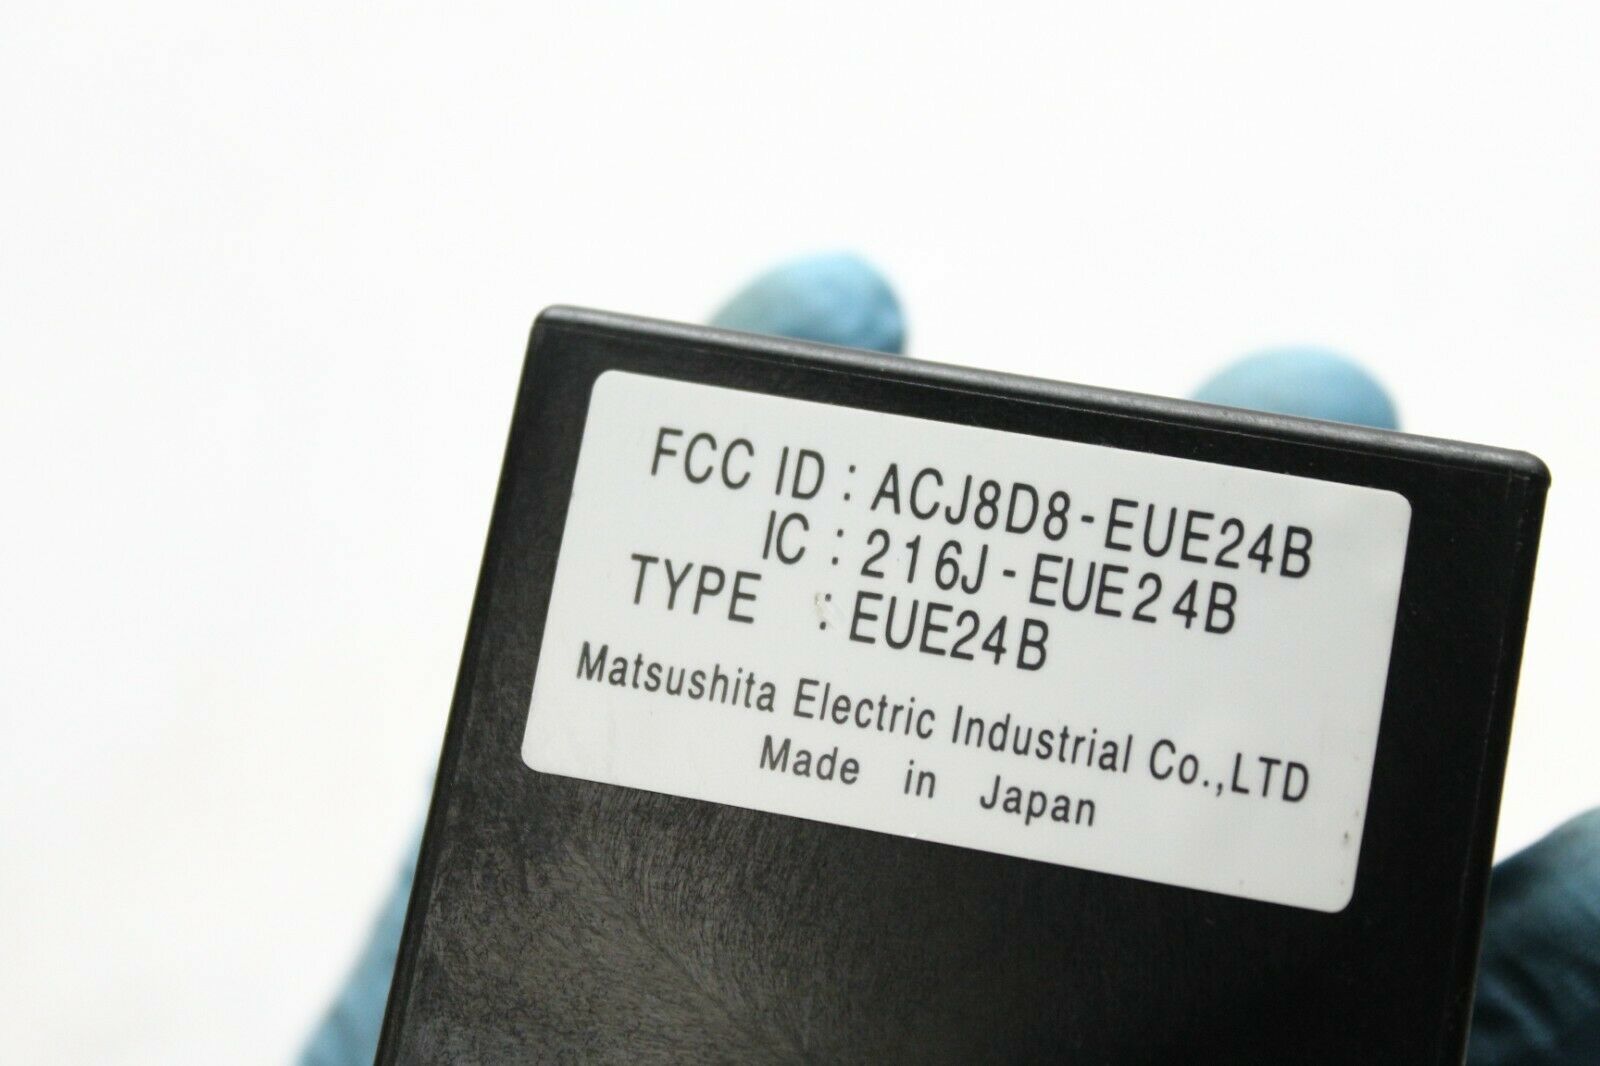 FCC ID : ACJ8D8-EUE24B
IC : 216J-EUE24B
TYPE : EUE24B
Matsushita Electric Industrial Co.,LTD
Made in Japan